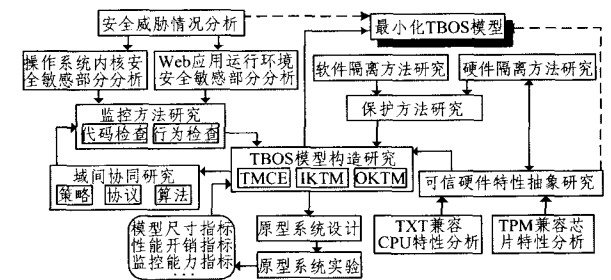 安全威胁情况分析
最小化TBOS模型
操作系统内核安
全敏感部分分析
Web应用运行环境
安全敏感部分分析
软件隔离方法研究
硬件隔离方法研究
监控方法研究
代码检查
行为检查
保护方法研究
TBOS模型构造研究
TMCE
IKTM
OKTM
域间协同研究
策略
协议
算法
可信硬件特性抽象研究
模型尺寸指标
性能开销指标
监控能力指标
...
原型系统设计
原型系统实验
TXT兼容
CPU特性分析
TPM兼容芯
片特性分析